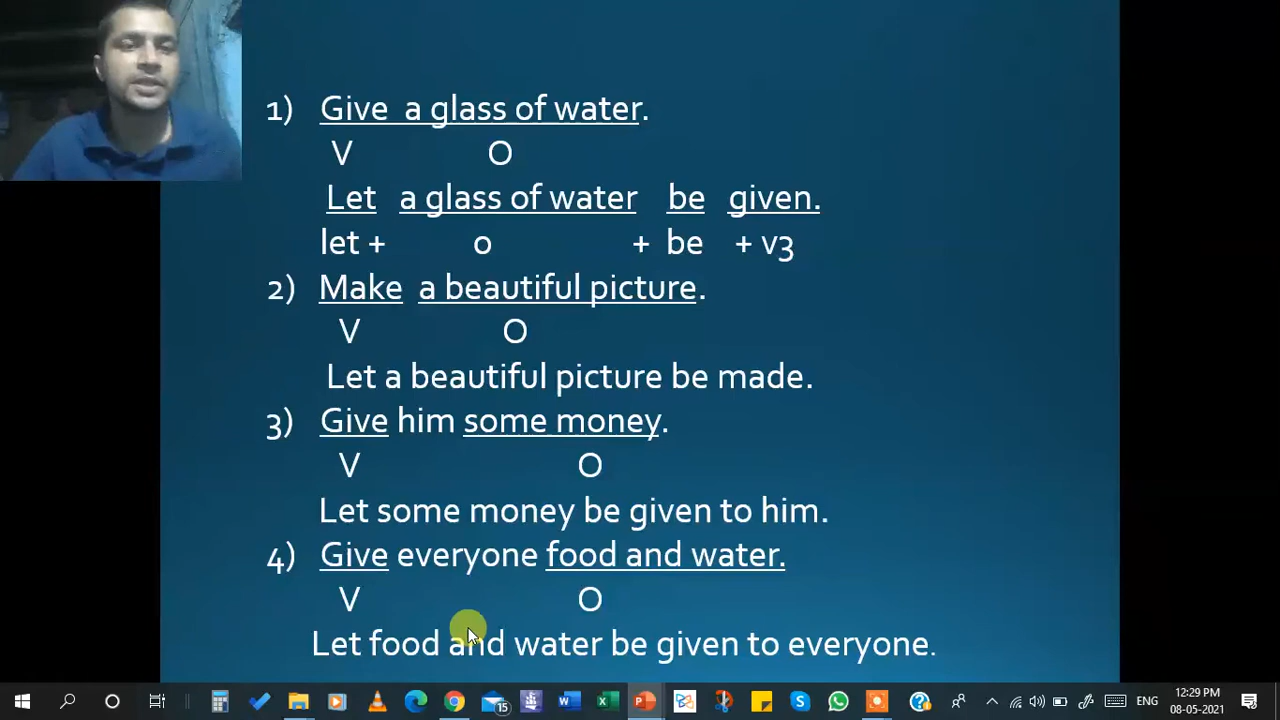 1) Give a glass of water.
V O
Let a glass of water be given.
let + o + be + v3
2) Make a beautiful picture.
V O
Let a beautiful picture be made.
3) Give him some money.
V O
Let some money be given to him.
4) Give everyone food and water.
V O
Let food and water be given to everyone.
15
ENG
12:29 PM
08-05-2021